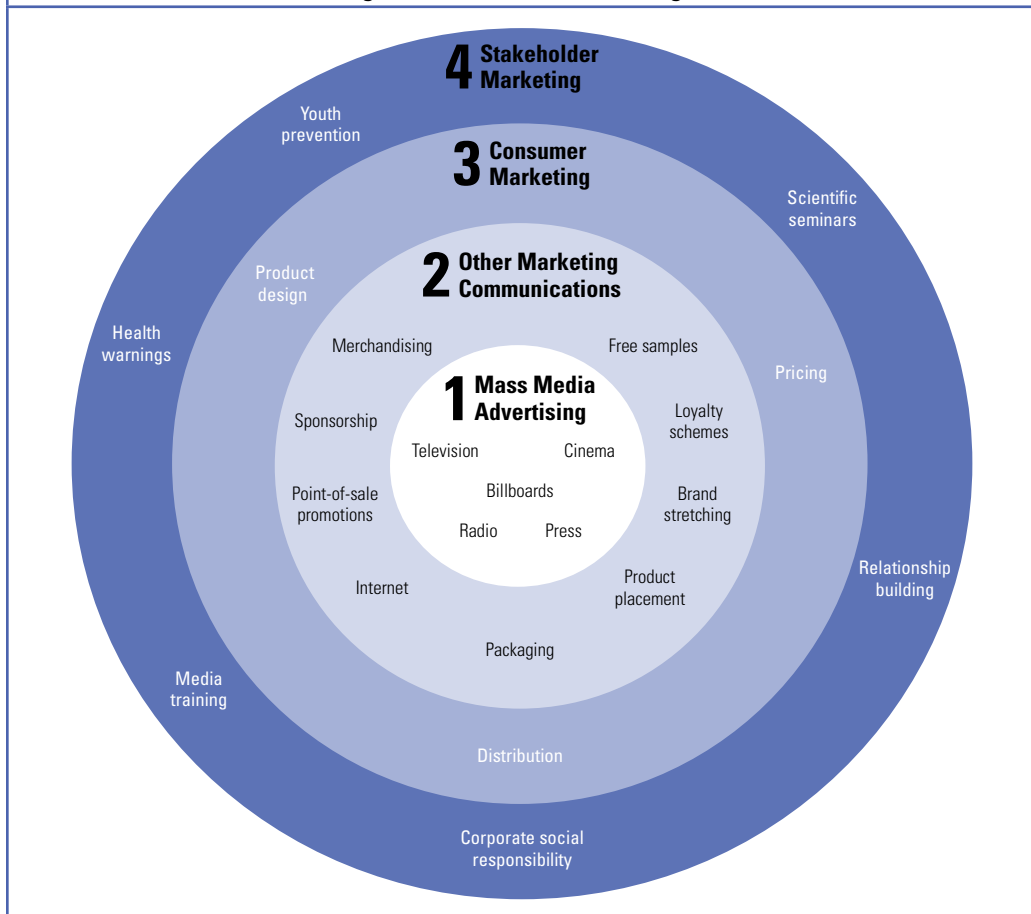 4 Stakeholder
Marketing
Youth
prevention
3 Consumer
Marketing
Scientific
seminars
2 Other Marketing
Communications
Product
design
Health
warnings
Merchandising
Free samples
Pricing
1 Mass Media
Advertising
Sponsorship
Loyalty
schemes
Television
Cinema
Point-of-sale
promotions
Billboards
Brand
stretching
Radio
Press
Internet
Product
placement
Relationship
building
Packaging
Media
training
Distribution
Corporate social
responsibility